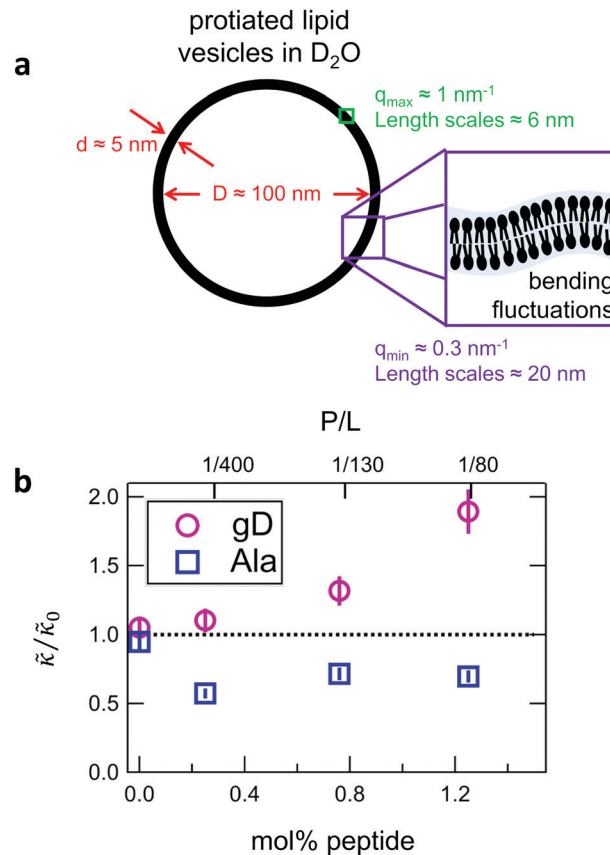 a
protiated lipid
vesicles in D₂O
q_max ≈ 1 nm⁻¹
Length scales ≈ 6 nm
d ≈ 5 nm
D ≈ 100 nm
bending
fluctuations
q_min ≈ 0.3 nm⁻¹
Length scales ≈ 20 nm
b
P/L
1/400 1/130 1/80
gD
Ala
2.0
1.5
1.0
0.5
0.0
κ̃/κ̃₀
0.0 0.4 0.8 1.2
mol% peptide